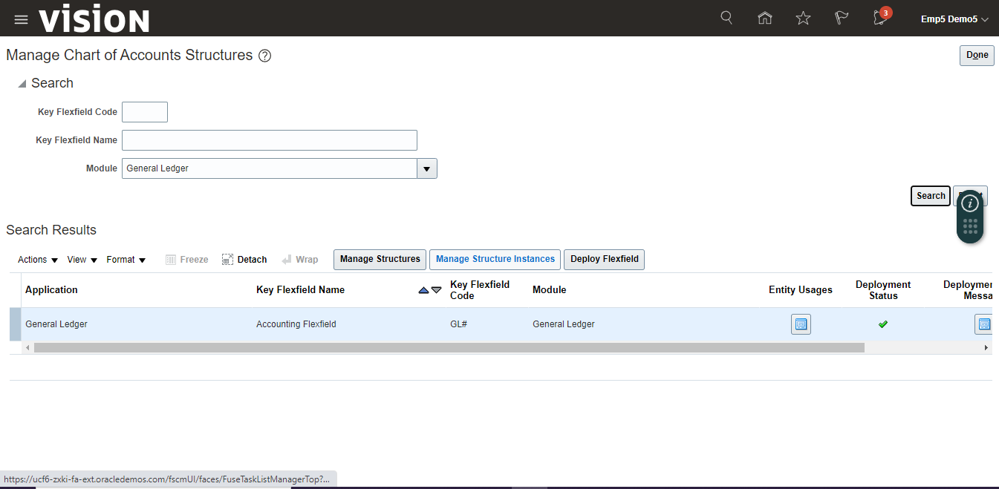 vision
3
Emp5 Demo5
Manage Chart of Accounts Structures ?
Done
Search
Key Flexfield Code
Key Flexfield Name
Module General Ledger
Search
i
Search Results
Actions View Format Freeze Detach Wrap Manage Structures Manage Structure Instances Deploy Flexfield
Application Key Flexfield Name Key Flexfield Code Module Entity Usages Deployment Status
General Ledger Accounting Flexfield GL# General Ledger
https://ucf6-zxki-fa-ext.oracledemos.com/fscmUI/faces/FuseTaskListManagerTop?...